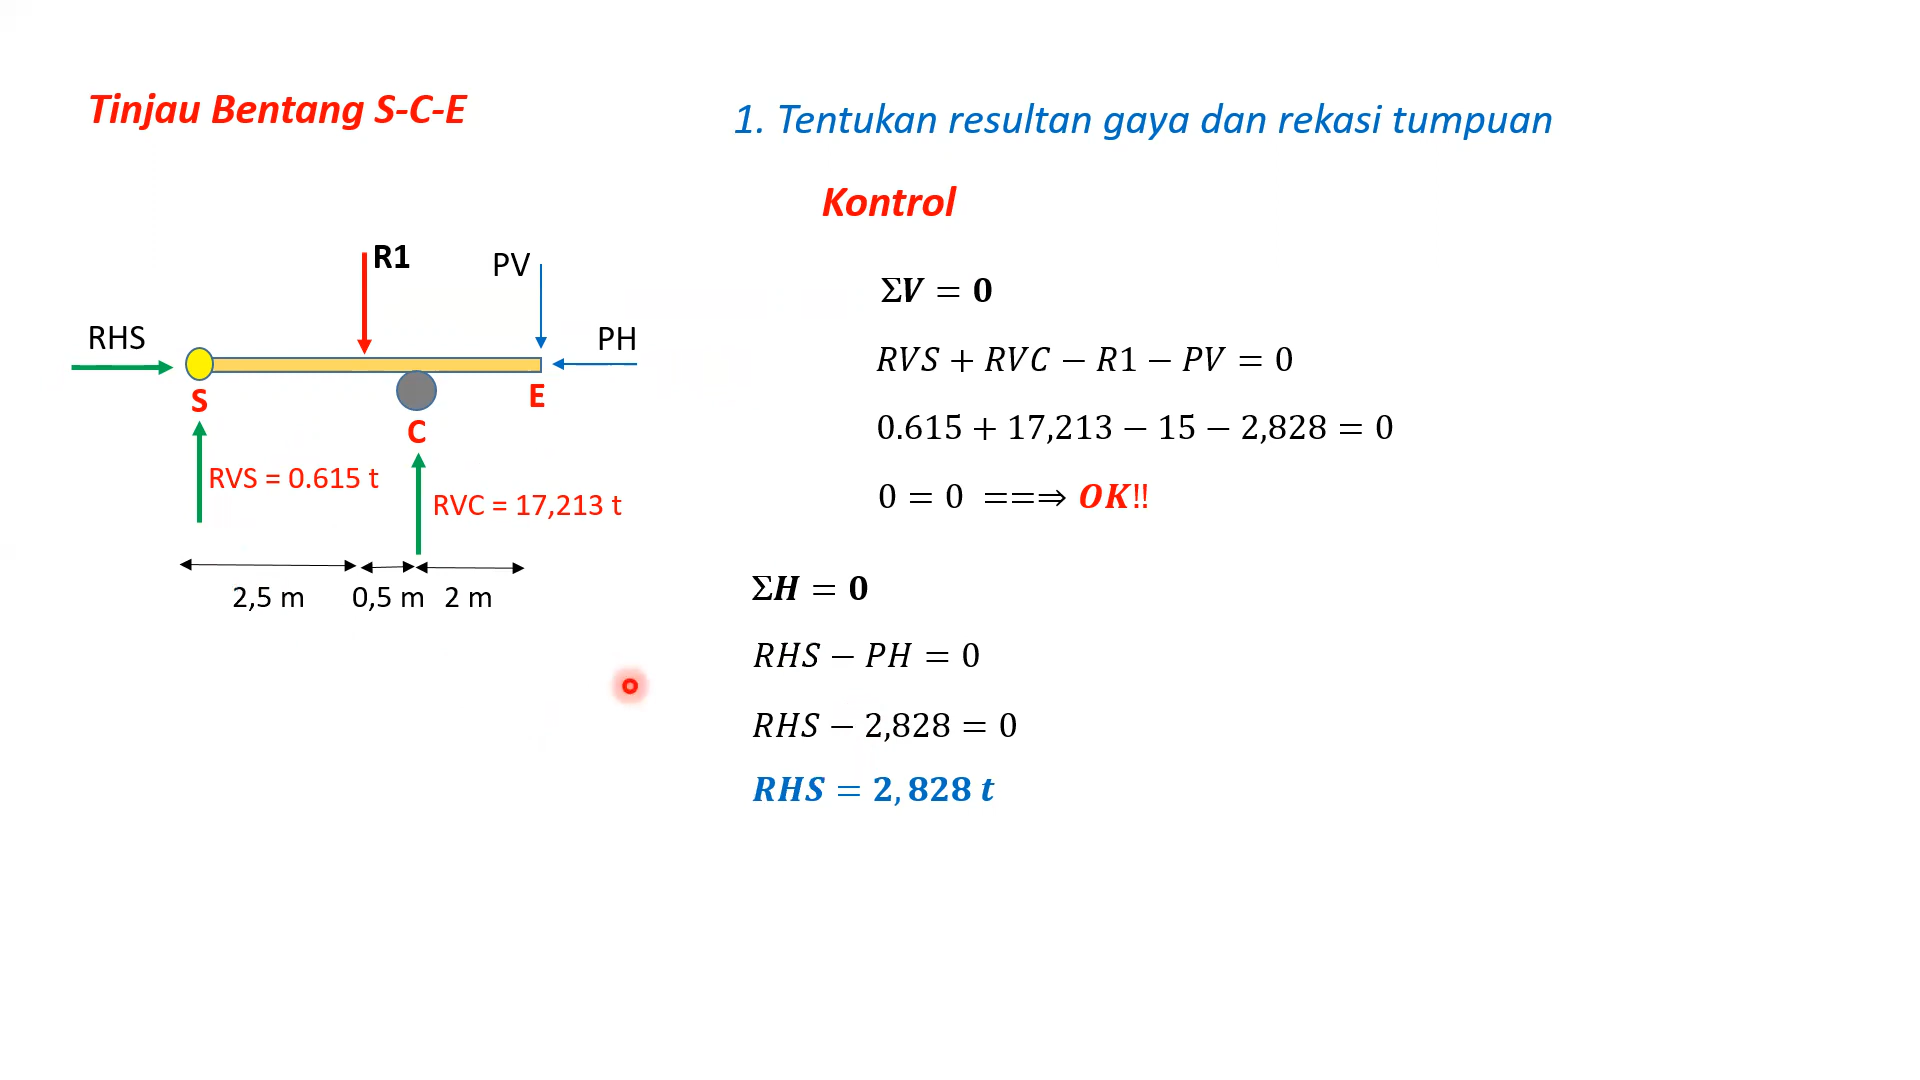 Tinjau Bentang S-C-E
1. Tentukan resultan gaya dan rekasi tumpuan
Kontrol
R1
PV
RHS
PH
S
E
C
RVS = 0.615 t
RVC = 17,213 t
2,5 m
0,5 m
2 m
ΣV = 0
RVS + RVC − R1 − PV = 0
0.615 + 17,213 − 15 − 2,828 = 0
0 = 0 ==⇒ OK‼
ΣH = 0
RHS − PH = 0
RHS − 2,828 = 0
RHS = 2,828 t